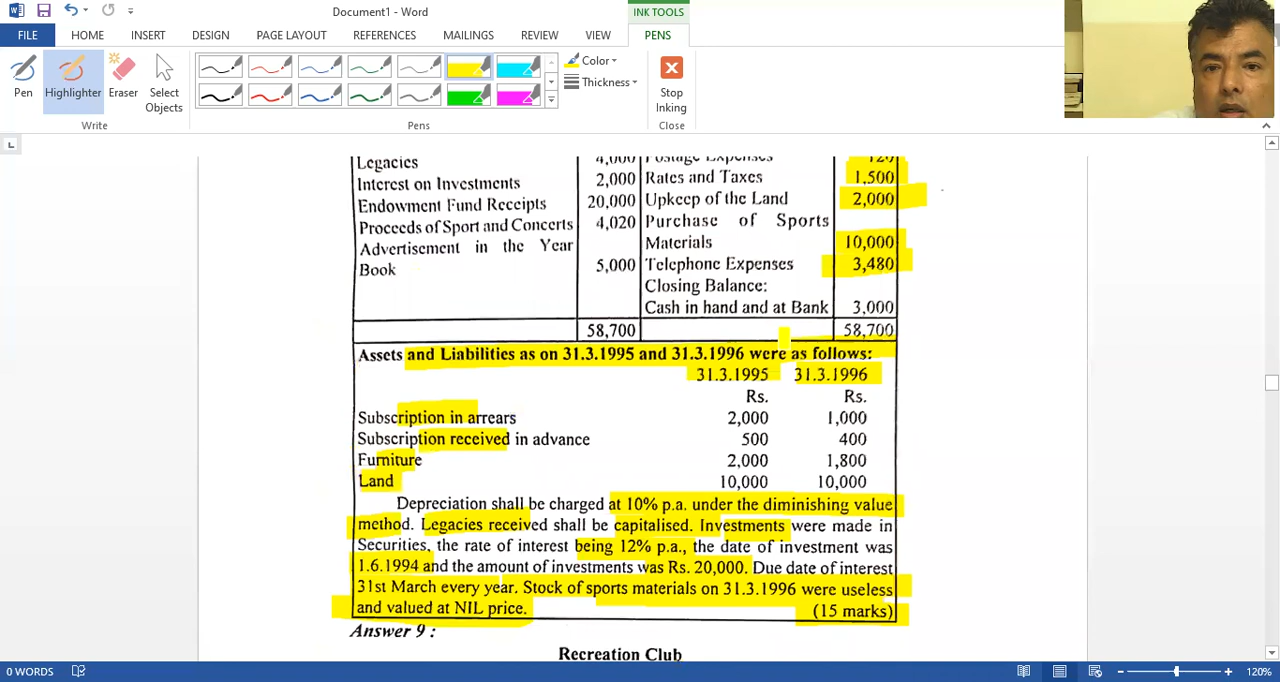 Document1 - Word
INK TOOLS
FILE
HOME
INSERT
DESIGN
PAGE LAYOUT
REFERENCES
MAILINGS
REVIEW
VIEW
PENS
Pen
Highlighter
Eraser
Select
Objects
Color
Thickness
Stop
Inking
Write
Pens
Close
Legacies 4,000 Postage Expenses 120
Interest on Investments 2,000 Rates and Taxes 1,500
Endowment Fund Receipts 20,000 Upkeep of the Land 2,000
Proceeds of Sport and Concerts 4,020 Purchase of Sports
Advertisement in the Year Materials 10,000
Book 5,000 Telephone Expenses 3,480
Closing Balance:
Cash in hand and at Bank 3,000
58,700 58,700
Assets and Liabilities as on 31.3.1995 and 31.3.1996 were as follows:
31.3.1995 31.3.1996
Rs. Rs.
Subscription in arrears 2,000 1,000
Subscription received in advance 500 400
Furniture 2,000 1,800
Land 10,000 10,000
Depreciation shall be charged at 10% p.a. under the diminishing value
method. Legacies received shall be capitalised. Investments were made in
Securities, the rate of interest being 12% p.a., the date of investment was
1.6.1994 and the amount of investments was Rs. 20,000. Due date of interest
31st March every year. Stock of sports materials on 31.3.1996 were useless
and valued at NIL price. (15 marks)
Answer 9 :
Recreation Club
0 WORDS
120%